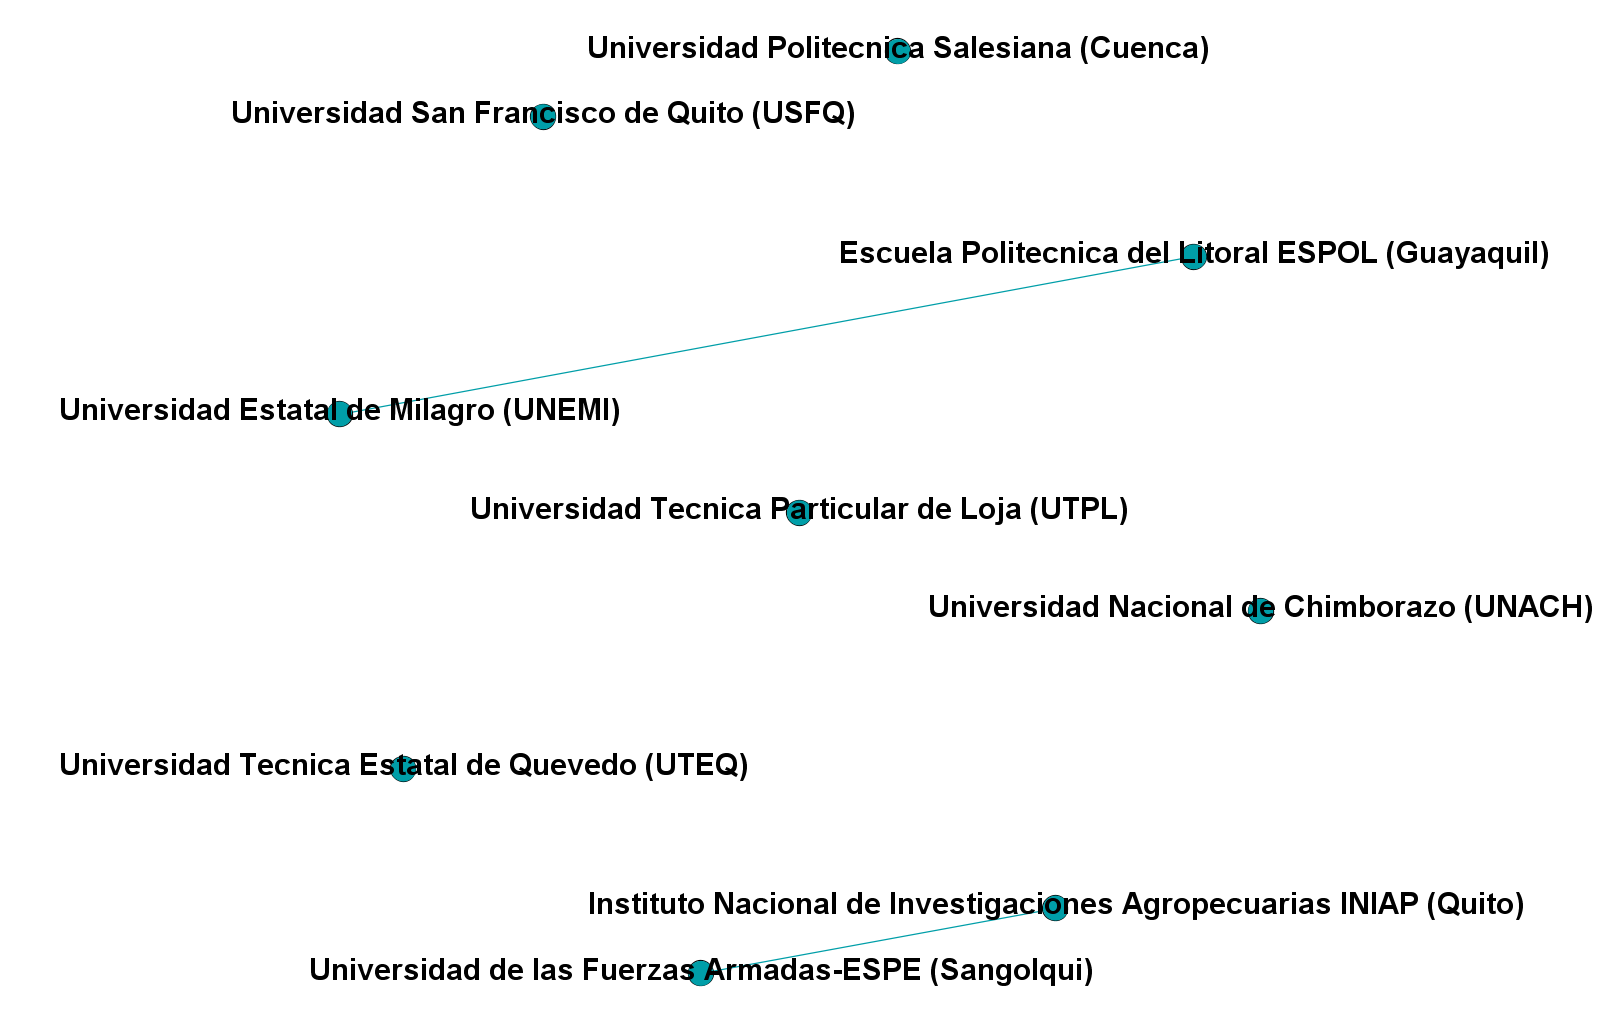 Universidad Politecnica Salesiana (Cuenca)
Universidad San Francisco de Quito (USFQ)
Escuela Politecnica del Litoral ESPOL (Guayaquil)
Universidad Estatal de Milagro (UNEMI)
Universidad Tecnica Particular de Loja (UTPL)
Universidad Nacional de Chimborazo (UNACH)
Universidad Tecnica Estatal de Quevedo (UTEQ)
Instituto Nacional de Investigaciones Agropecuarias INIAP (Quito)
Universidad de las Fuerzas Armadas-ESPE (Sangolqui)